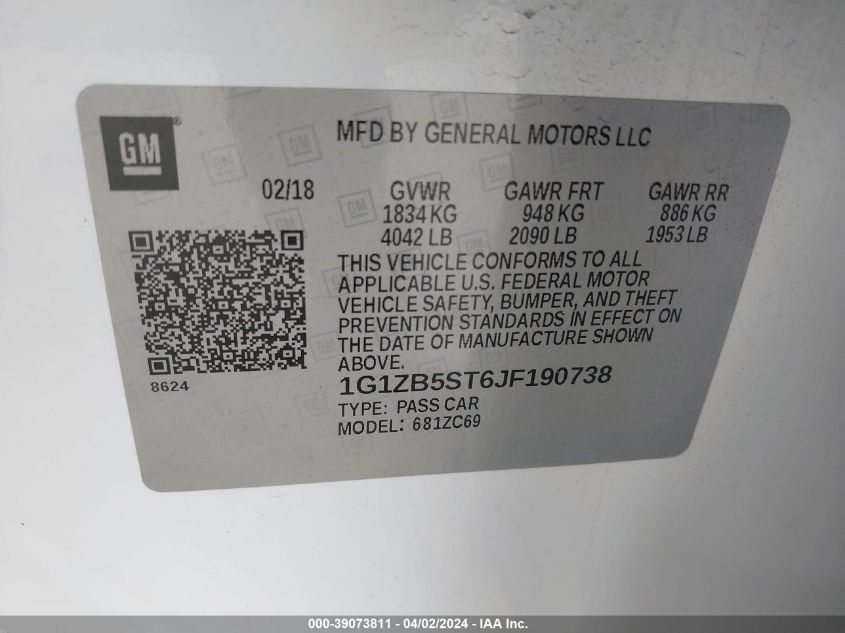 GM ®
MFD BY GENERAL MOTORS LLC
02/18 GVWR GAWR FRT GAWR RR
1834 KG 948 KG 886 KG
4042 LB 2090 LB 1953 LB
THIS VEHICLE CONFORMS TO ALL
APPLICABLE U.S. FEDERAL MOTOR
VEHICLE SAFETY, BUMPER, AND THEFT
PREVENTION STANDARDS IN EFFECT ON
THE DATE OF MANUFACTURE SHOWN
ABOVE.
8624
1G1ZB5ST6JF190738
TYPE: PASS CAR
MODEL: 681ZC69
000-39073811 - 04/02/2024 - IAA Inc.